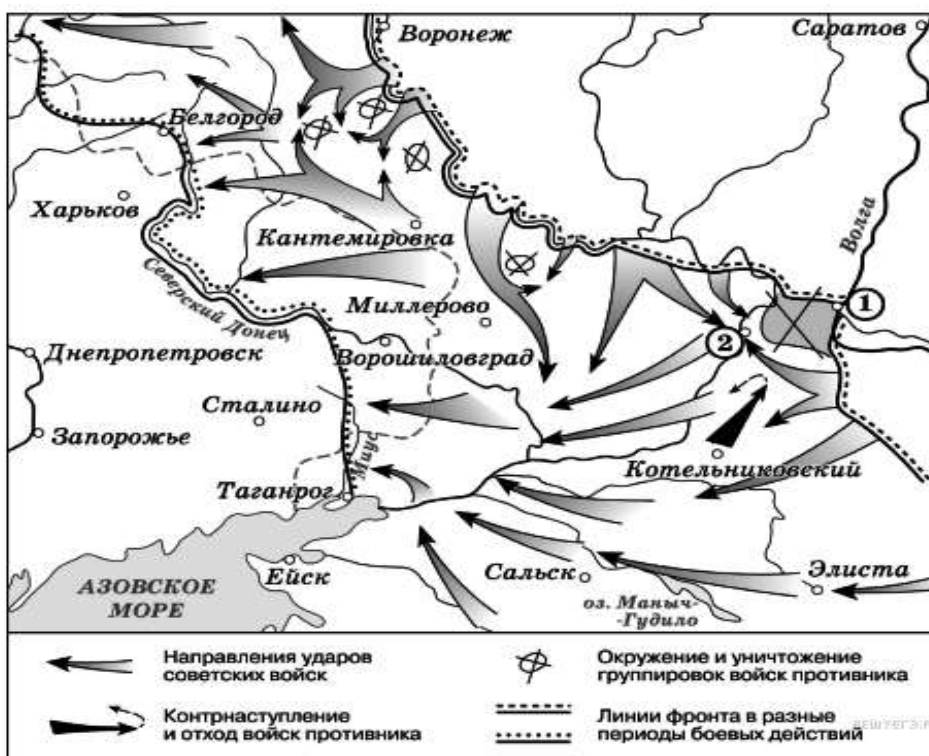 Воронеж
Саратов
Белгород
Волга
Харьков
Кантемировка
Северский Донец
Миллерово
1
2
Днепропетровск
Ворошиловград
Сталино
Запорожье
Миус
Котельниковский
Таганрог
АЗОВСКОЕ
МОРЕ
Ейск
Сальск
Элиста
оз. Маныч-
-Гудило
Направления ударов
советских войск
Окружение и уничтожение
группировок войск противника
Контрнаступление
и отход войск противника
Линии фронта в разные
периоды боевых действий